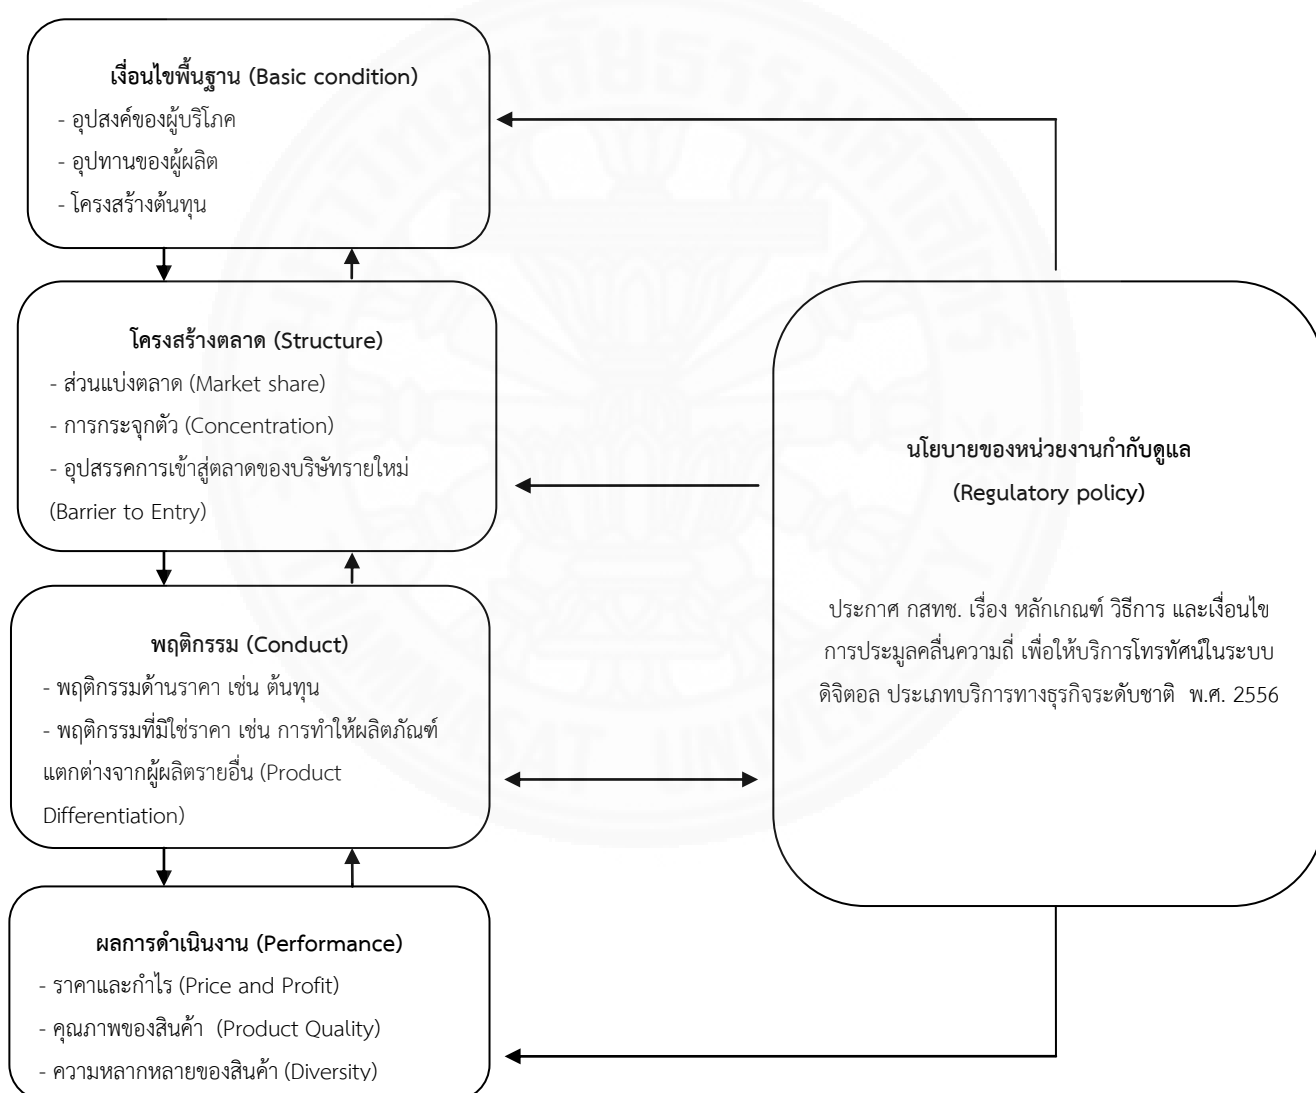 เงื่อนไขพื้นฐาน (Basic condition)
- อุปสงค์ของผู้บริโภค
- อุปทานของผู้ผลิต
- โครงสร้างต้นทุน
โครงสร้างตลาด (Structure)
- ส่วนแบ่งตลาด (Market share)
- การกระจุกตัว (Concentration)
- อุปสรรคการเข้าสู่ตลาดของบริษัทรายใหม่
(Barrier to Entry)
พฤติกรรม (Conduct)
- พฤติกรรมด้านราคา เช่น ต้นทุน
- พฤติกรรมที่มิใช่ราคา เช่น การทำให้ผลิตภัณฑ์
แตกต่างจากผู้ผลิตรายอื่น (Product
Differentiation)
ผลการดำเนินงาน (Performance)
- ราคาและกำไร (Price and Profit)
- คุณภาพของสินค้า (Product Quality)
- ความหลากหลายของสินค้า (Diversity)
นโยบายของหน่วยงานกำกับดูแล
(Regulatory policy)
ประกาศ กสทช. เรื่อง หลักเกณฑ์ วิธีการ และเงื่อนไข
การประมูลคลื่นความถี่ เพื่อให้บริการโทรทัศน์ในระบบ
ดิจิตอล ประเภทบริการทางธุรกิจระดับชาติ พ.ศ. 2556